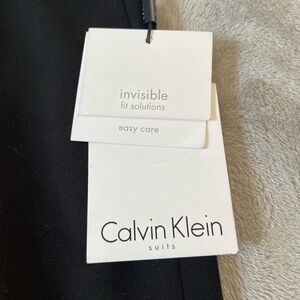 invisible
fit solutions
easy care
Calvin Klein
suits